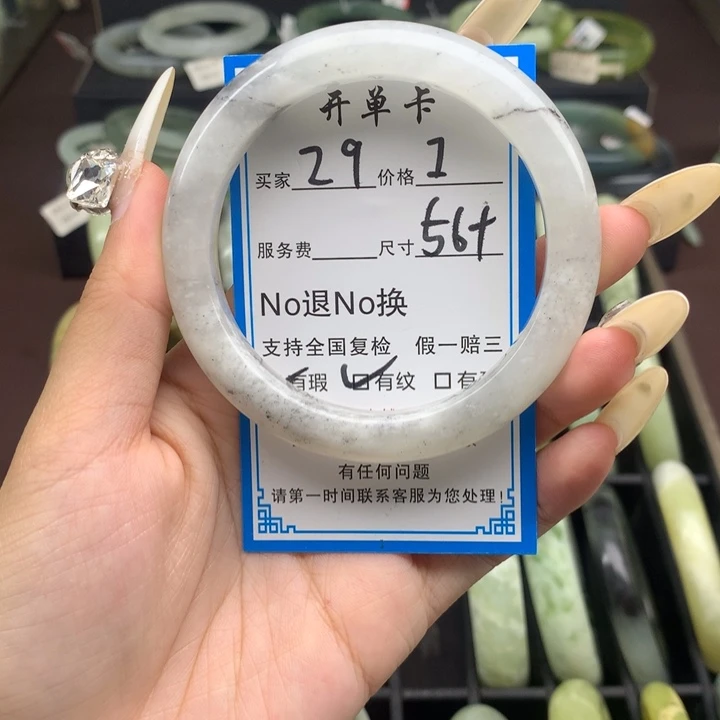 开单卡
买家 29 价格 1
服务费 尺寸 56+
No退No换
支持全国复检 假一赔三
有瑕 有纹 有
有任何问题
请第一时间联系客服为您处理!